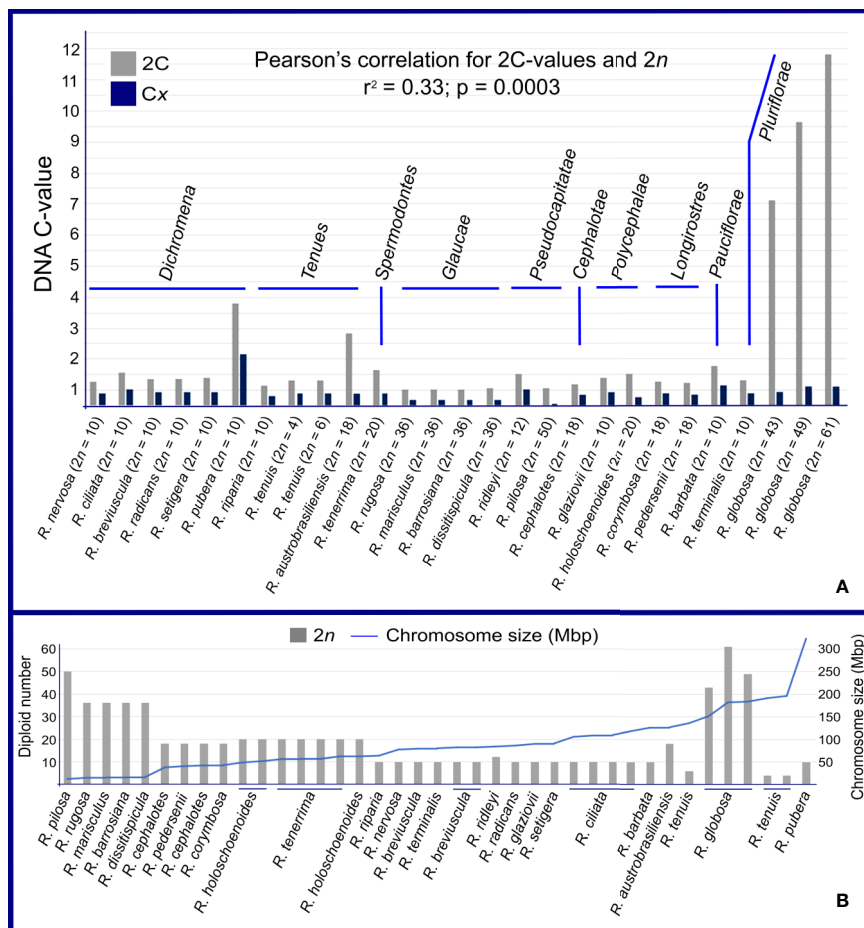 Pearson's correlation for 2C-values and 2n
r² = 0.33; p = 0.0003
2C
Cx
DNA C-value
12
11
10
9
8
7
6
5
4
3
2
1
Dichromena
Tenues
Spermodontes
Glaucae
Pseudocapitatae
Cephalotae
Polycephalae
Longirostres
Pauciflorae
Pluriflorae
R. nervosa (2n = 10)
R. ciliata (2n = 10)
R. breviuscula (2n = 10)
R. radicans (2n = 10)
R. setigera (2n = 10)
R. pubera (2n = 10)
R. riparia (2n = 10)
R. tenuis (2n = 4)
R. tenuis (2n = 6)
R. austrobrasiliensis (2n = 18)
R. tenerrima (2n = 20)
R. rugosa (2n = 36)
R. mariscullus (2n = 36)
R. barrosiana (2n = 36)
R. dissitispicula (2n = 36)
R. ridleyi (2n = 12)
R. pilosa (2n = 50)
R. cephalotes (2n = 18)
R. glaziovii (2n = 10)
R. holoschoenoides (2n = 20)
R. corymbosa (2n = 18)
R. pedersenii (2n = 18)
R. barbata (2n = 10)
R. terminalis (2n = 10)
R. globosa (2n = 43)
R. globosa (2n = 49)
R. globosa (2n = 61)
A
2n
Chromosome size (Mbp)
Diploid number
60
50
40
30
20
10
300
250
200
150
100
50
Chromosome size (Mbp)
R. pilosa
R. rugosa
R. marisculus
R. barrosiana
R. dissitispicula
R. cephalotes
R. pedersenii
R. cephalotes
R. corymbosa
R. holoschoenoides
R. tenerrima
R. holoschoenoides
R. riparia
R. nervosa
R. breviuscula
R. terminalis
R. breviuscula
R. ridleyi
R. radicans
R. glaziovii
R. setigera
R. ciliata
R. barbata
R. austrobrasiliensis
R. tenuis
R. globosa
R. tenuis
R. pubera
B